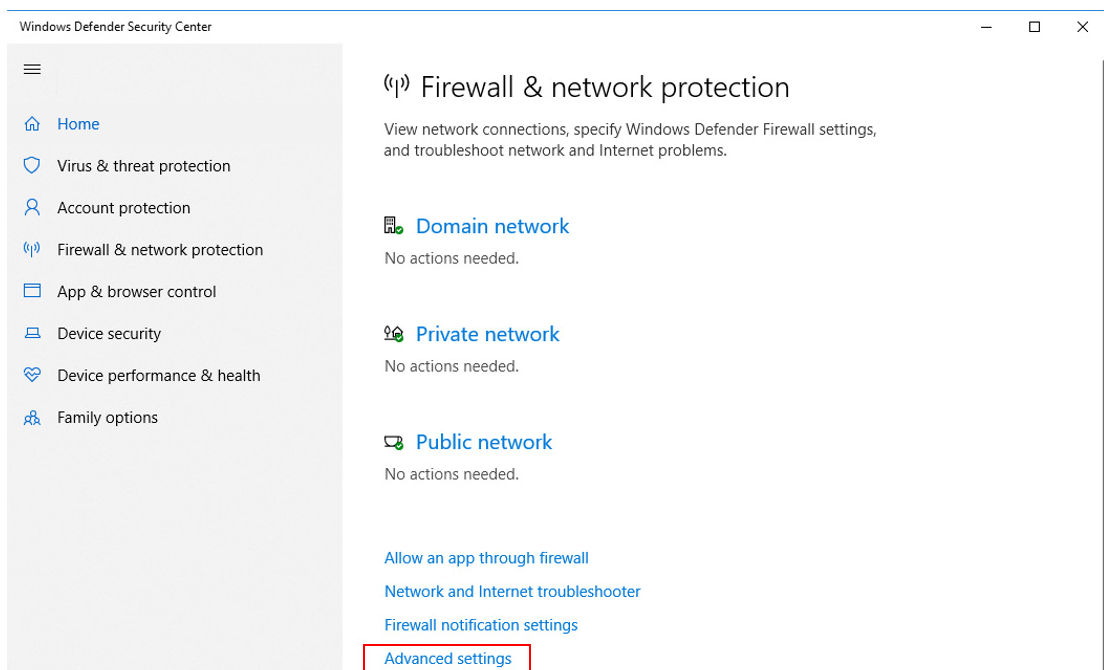 Windows Defender Security Center
Home
Virus & threat protection
Account protection
Firewall & network protection
App & browser control
Device security
Device performance & health
Family options
Firewall & network protection
View network connections, specify Windows Defender Firewall settings,
and troubleshoot network and Internet problems.
Domain network
No actions needed.
Private network
No actions needed.
Public network
No actions needed.
Allow an app through firewall
Network and Internet troubleshooter
Firewall notification settings
Advanced settings